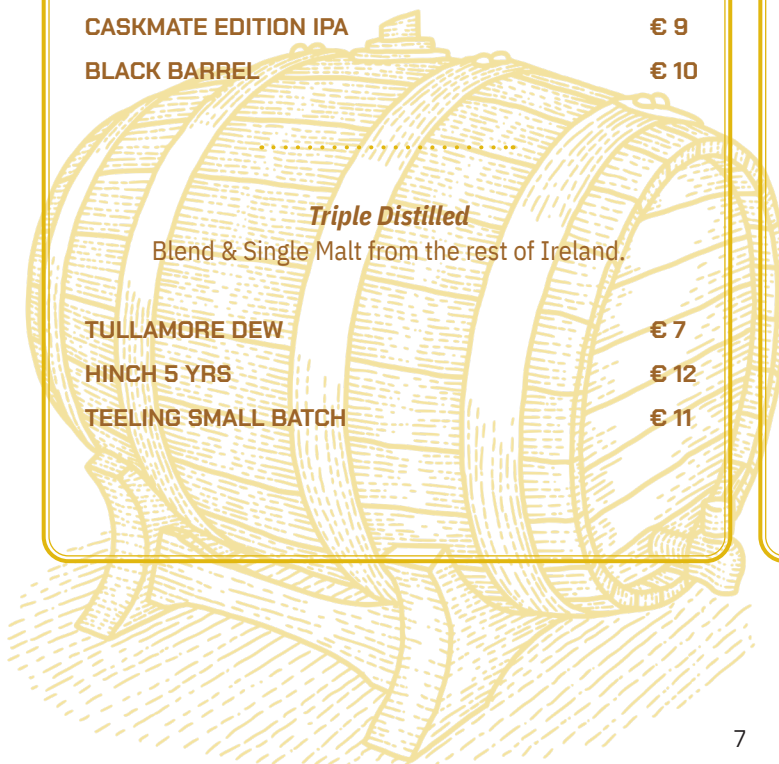 CASKMATE EDITION IPA € 9
BLACK BARREL € 10
Triple Distilled
Blend & Single Malt from the rest of Ireland.
TULLAMORE DEW € 7
HINCH 5 YRS € 12
TEELING SMALL BATCH € 11
7